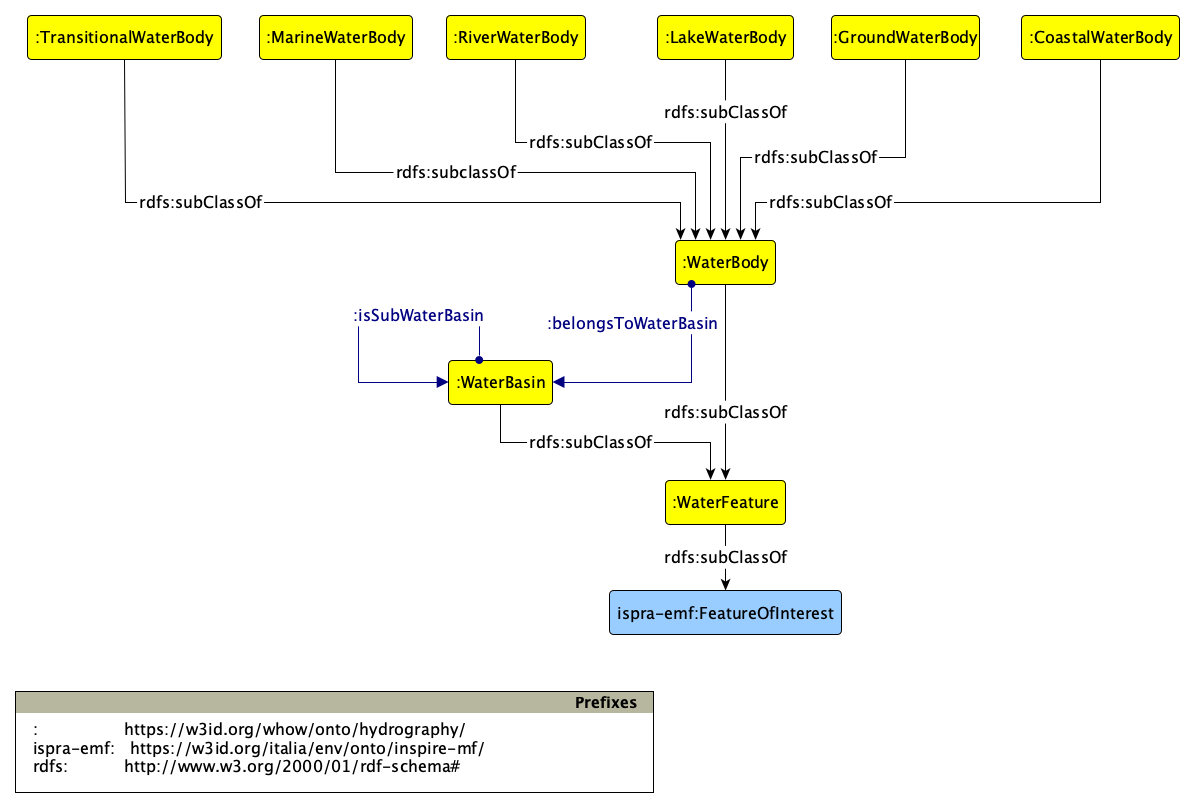 :TransitionalWaterBody
:MarineWaterBody
:RiverWaterBody
:LakeWaterBody
:GroundWaterBody
:CoastalWaterBody
rdfs:subClassOf
rdfs:subClassOf
rdfs:subClassOf
rdfs:subclassOf
rdfs:subClassOf
rdfs:subClassOf
:WaterBody
:isSubWaterBasin
:belongsToWaterBasin
:WaterBasin
rdfs:subClassOf
rdfs:subClassOf
:WaterFeature
rdfs:subClassOf
ispra-emf:FeatureOfInterest
Prefixes
: https://w3id.org/whow/onto/hydrography/
ispra-emf: https://w3id.org/italia/env/onto/inspire-mf/
rdfs: http://www.w3.org/2000/01/rdf-schema#